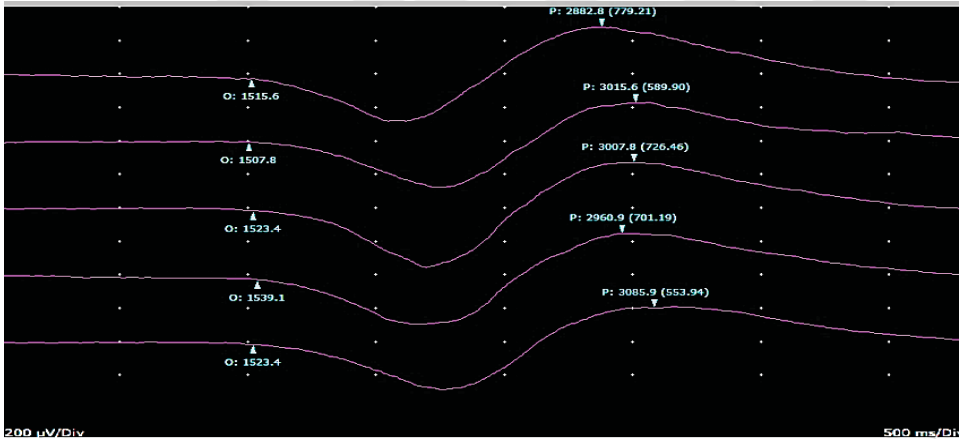 P: 2882.8 (779.21)
O: 1515.6
P: 3015.6 (589.90)
O: 1507.8
P: 3007.8 (726.46)
O: 1523.4
P: 2960.9 (701.19)
O: 1539.1
P: 3085.9 (553.94)
O: 1523.4
200 µV/Div
500 ms/Div